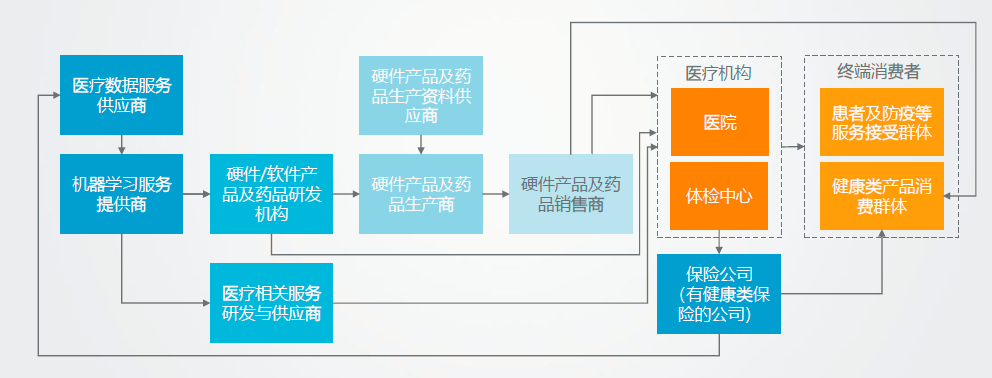 医疗数据服务
供应商
机器学习服务
提供商
硬件/软件产
品及药品研发
机构
医疗相关服务
研发与供应商
硬件产品及药
品生产资料供
应商
硬件产品及药
品生产商
硬件产品及药
品销售商
医疗机构
医院
体检中心
保险公司
（有健康类保
险的公司）
终端消费者
患者及防疫等
服务接受群体
健康类产品消
费群体